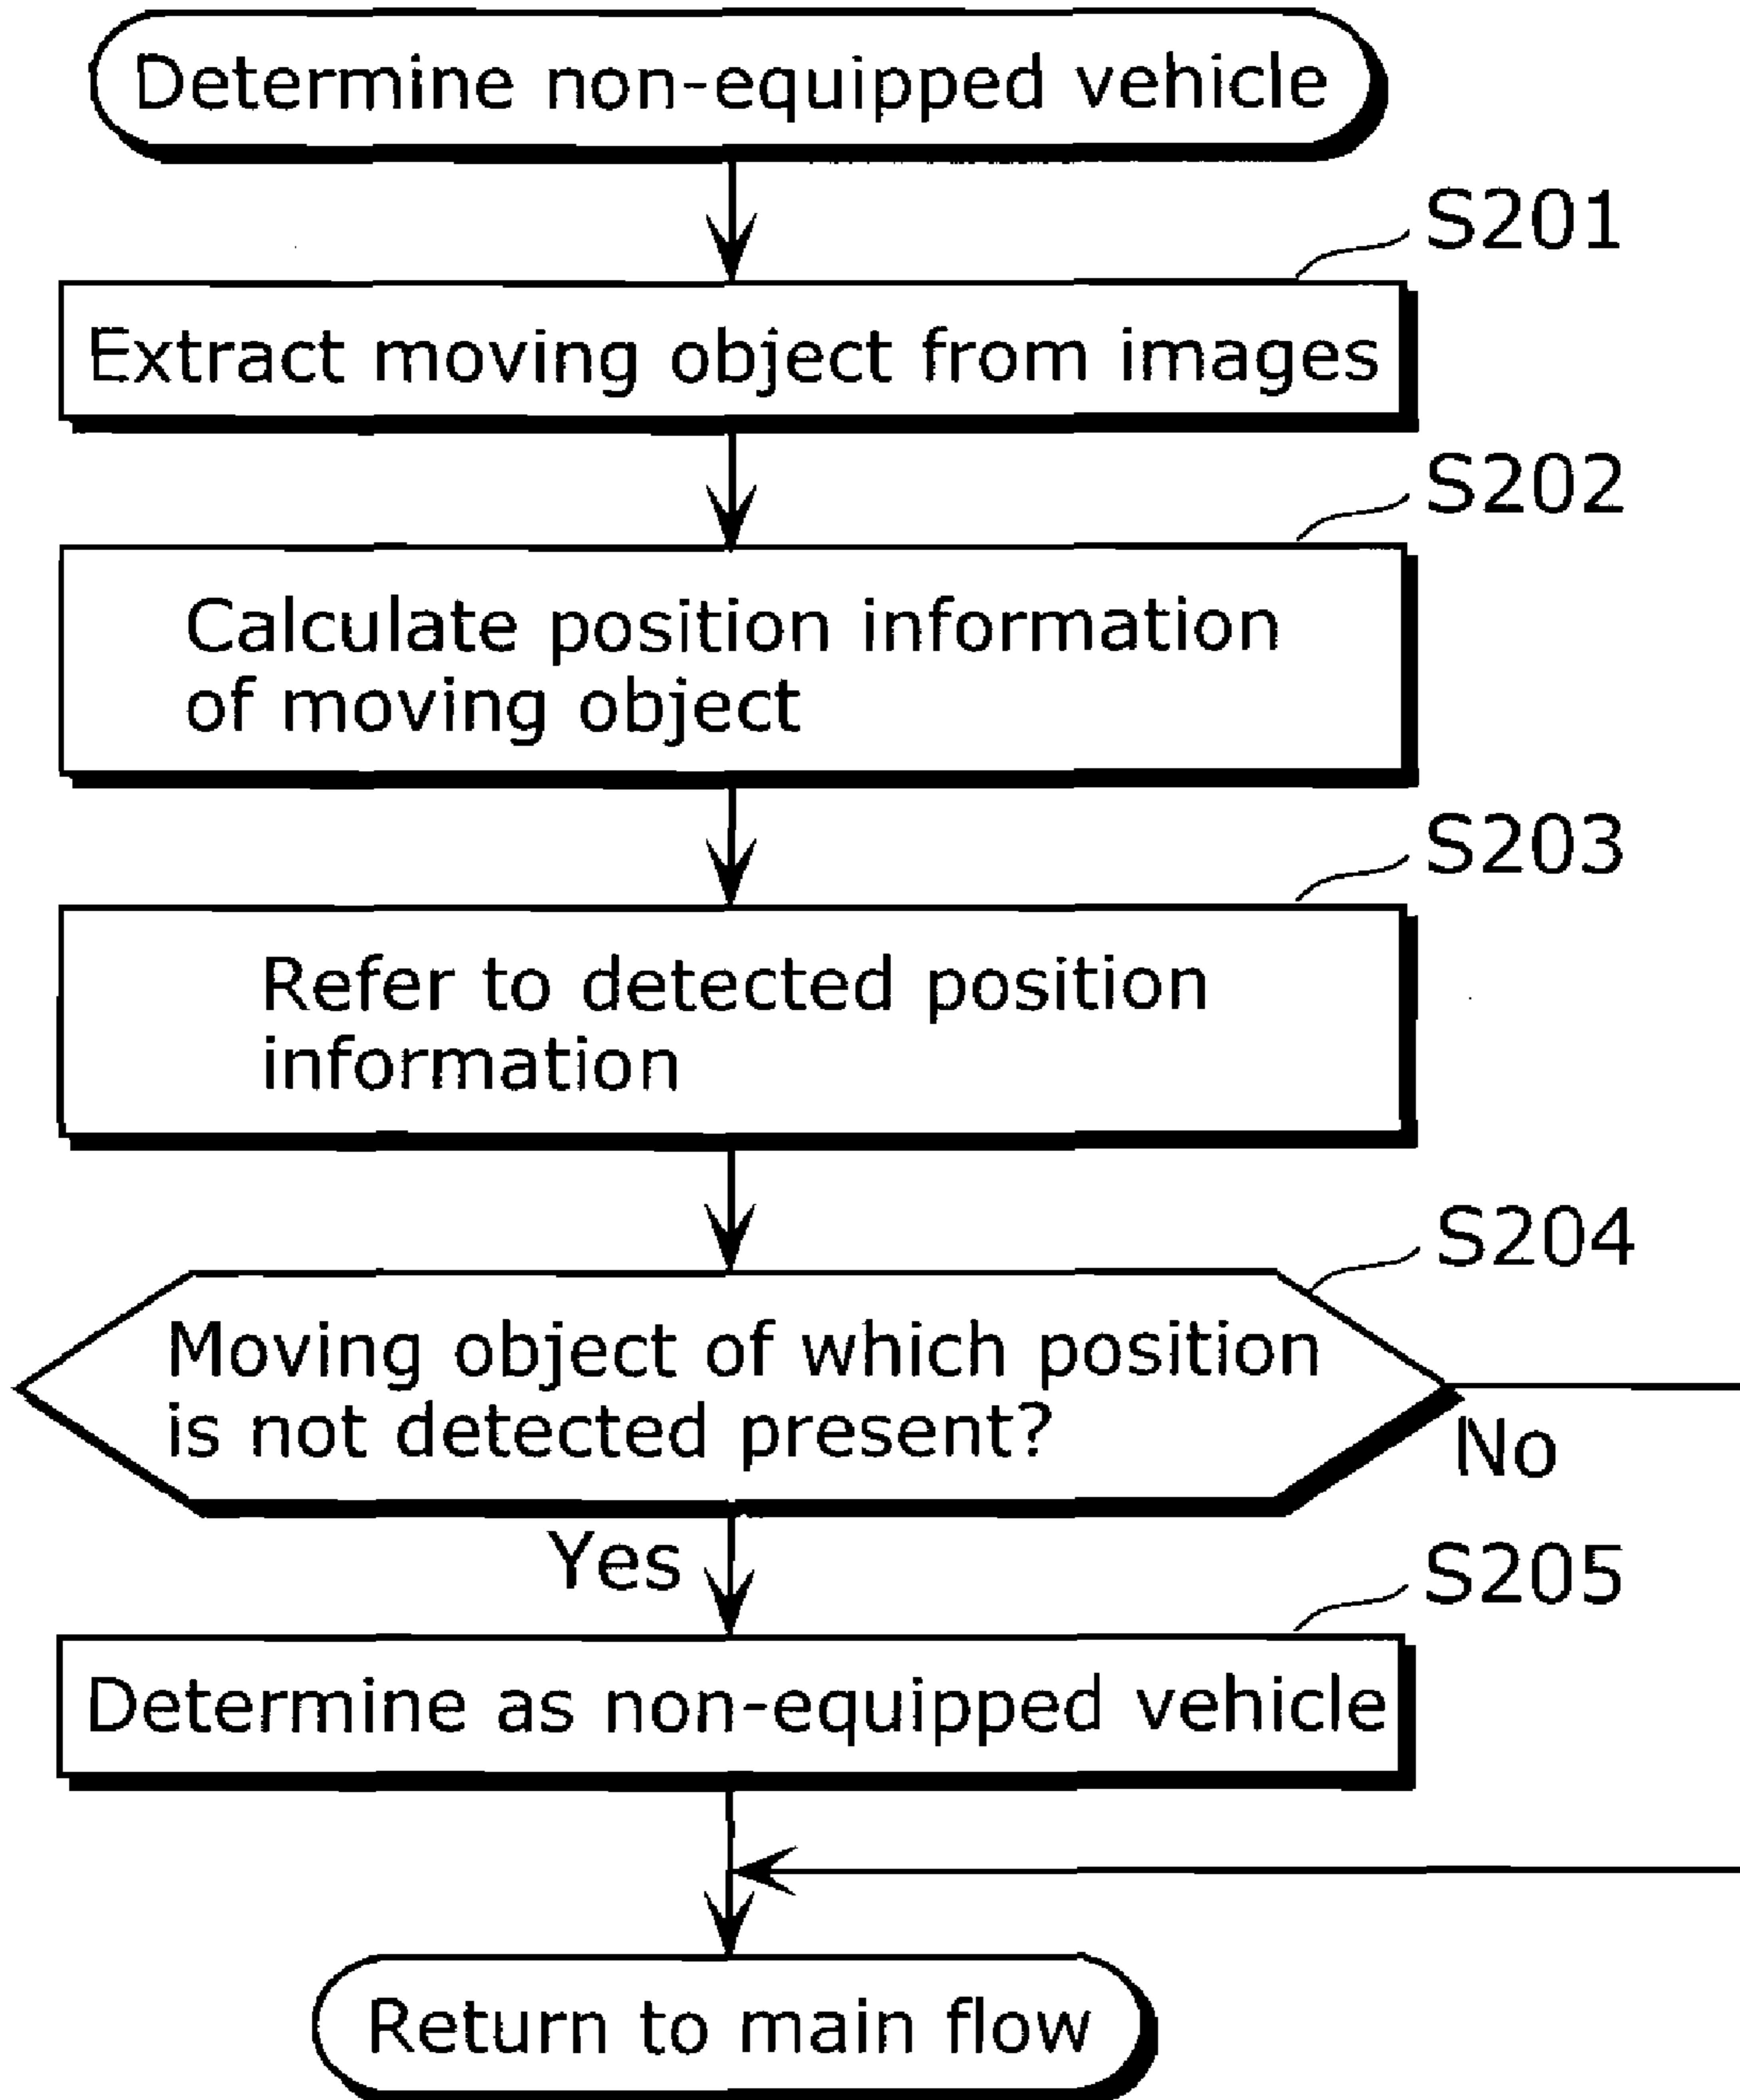 Determine non-equipped vehicle
S201
Extract moving object from images
S202
Calculate position information
of moving object
S203
Refer to detected position
information
S204
Moving object of which position
is not detected present?
No
Yes
S205
Determine as non-equipped vehicle
Return to main flow